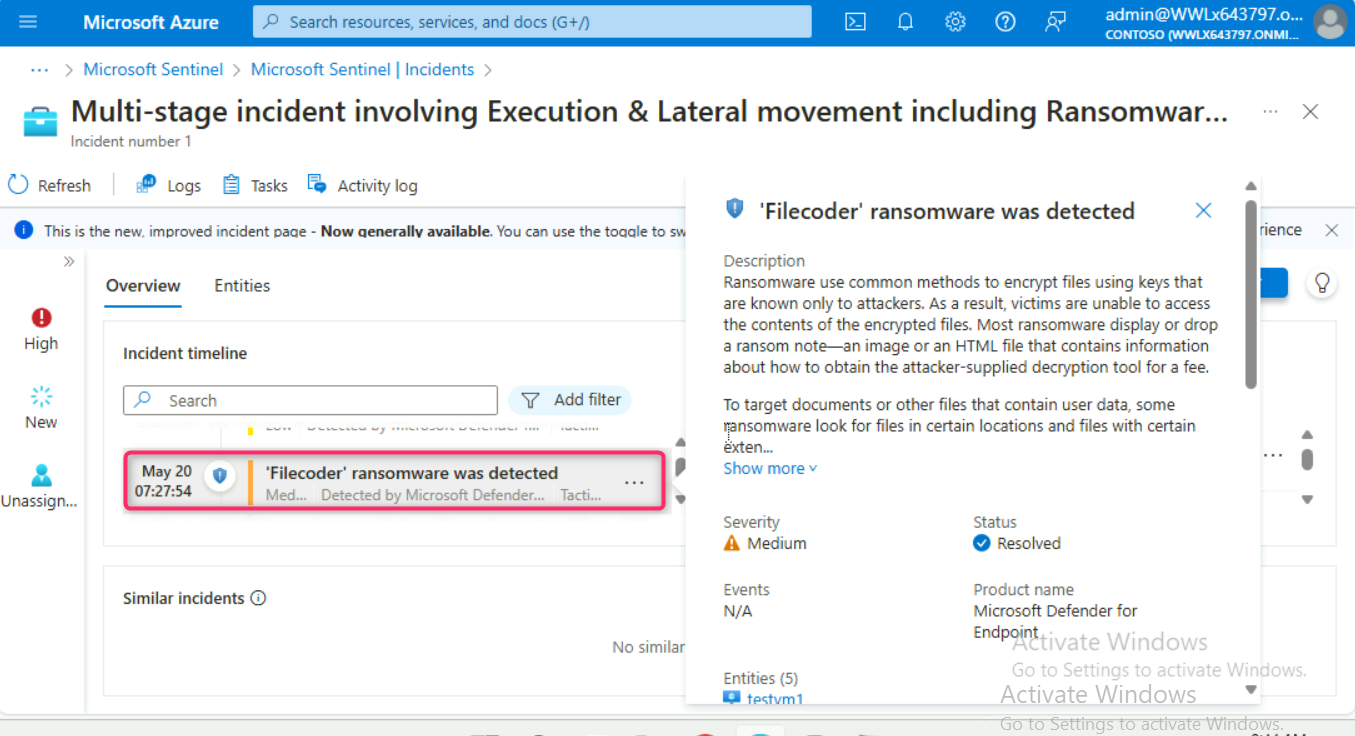 Microsoft Azure
Search resources, services, and docs (G+/)
admin@WWLx643797.o...
CONTOSO (WWLX643797.ONMI...
... > Microsoft Sentinel > Microsoft Sentinel | Incidents >
Multi-stage incident involving Execution & Lateral movement including Ransomwar...
Incident number 1
Refresh
Logs
Tasks
Activity log
This is the new, improved incident page - Now generally available. You can use the toggle to sw
rience
High
New
Unassign...
Overview
Entities
Incident timeline
Search
Add filter
Low
Detected by Microsoft Defender f...
Tacti...
May 20
07:27:54
'Filecoder' ransomware was detected
Med...
Detected by Microsoft Defender...
Tacti...
Similar incidents
No similar
'Filecoder' ransomware was detected
Description
Ransomware use common methods to encrypt files using keys that
are known only to attackers. As a result, victims are unable to access
the contents of the encrypted files. Most ransomware display or drop
a ransom note—an image or an HTML file that contains information
about how to obtain the attacker-supplied decryption tool for a fee.
To target documents or other files that contain user data, some
ransomware look for files in certain locations and files with certain
exten...
Show more
Severity
Medium
Status
Resolved
Events
N/A
Product name
Microsoft Defender for
Endpoint
Entities (5)
testvm1
Activate Windows
Go to Settings to activate Windows.
Activate Windows
Go to Settings to activate Windows.